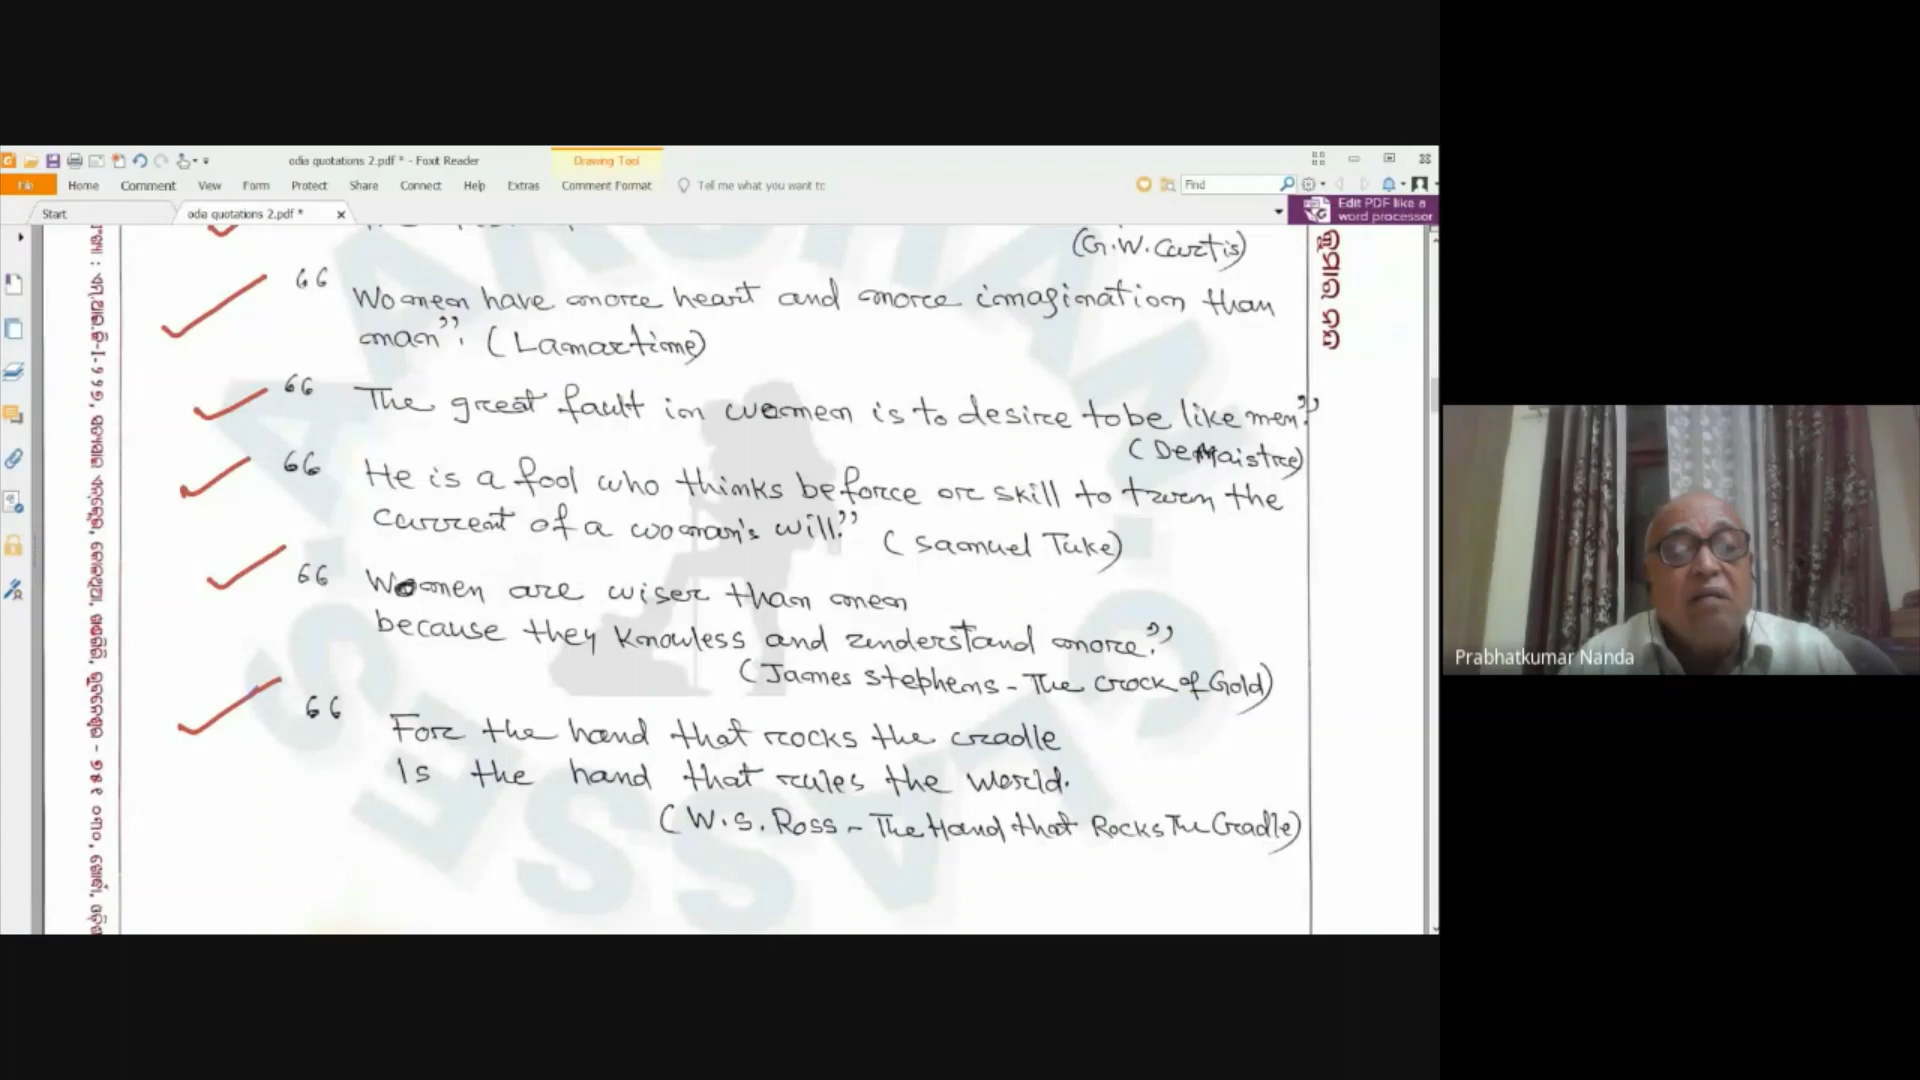 odia quotations 2.pdf * - Foxit Reader
Drawing Tool
File Home Comment View Form Protect Share Connect Help Extras Comment Format Tell me what you want to Find
Start odia quotations 2.pdf * Edit PDF like a
word processor
(G.W. Curtis)
“Women have more heart and more imagination than
man”. (Lamartime)
“The great fault in women is to desire to be like men.”
(DeMaistre)
“He is a fool who thinks be force or skill to turn the
current of a woman's will.” (Samuel Tuke)
“Women are wiser than men
because they know less and understand more.”
(James Stephens - The Crock of Gold)
“For the hand that rocks the cradle
Is the hand that rules the World.
(W.S. Ross - The Hand that Rocks The Cradle)
Prabhatkumar Nanda